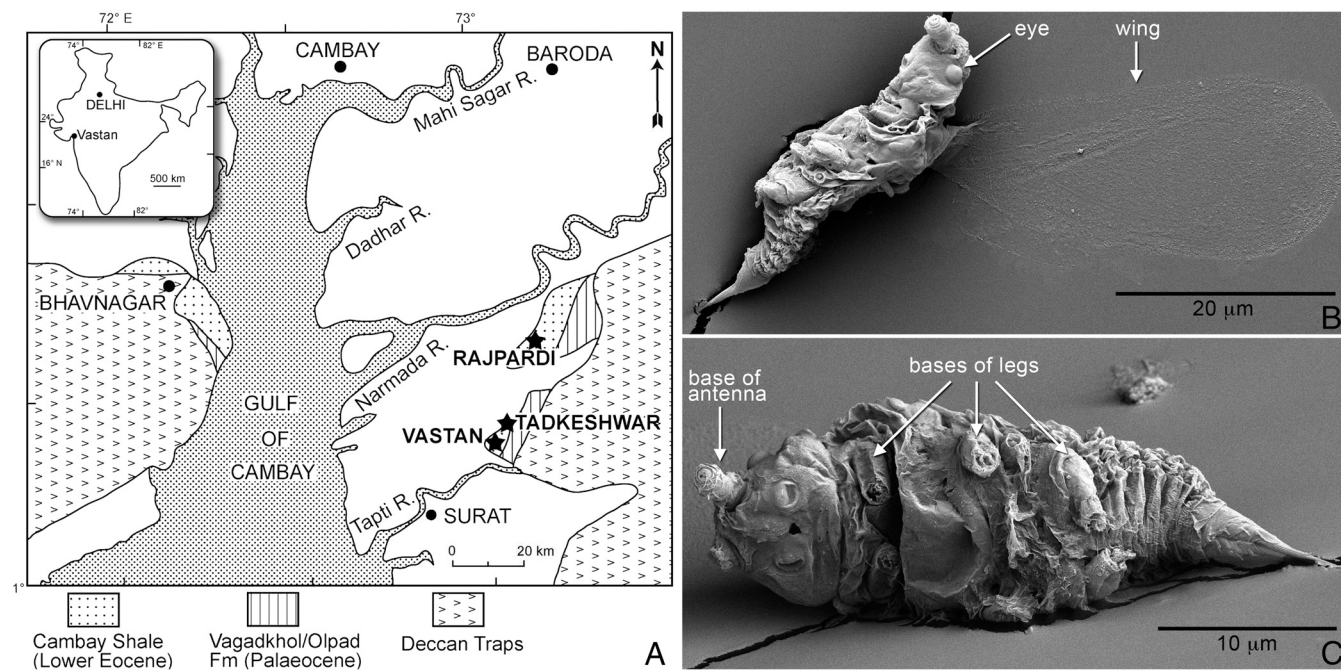 72° E
73°
74°
82° E
DELHI
24°
Vastan
16° N
500 km
74°
82°
CAMBAY
BARODA
N
Mahi Sagar R.
Dadhar R.
BHAVNAGAR
RAJPARDI
Narmada R.
GULF
OF
CAMBAY
TADKESHWAR
VASTAN
Tapti R.
SURAT
0 20 km
1°
Cambay Shale
(Lower Eocene)
Vagadkhol/Olpad
Fm (Palaeocene)
Deccan Traps
A
eye
wing
20 µm
B
base of
antenna
bases of legs
10 µm
C